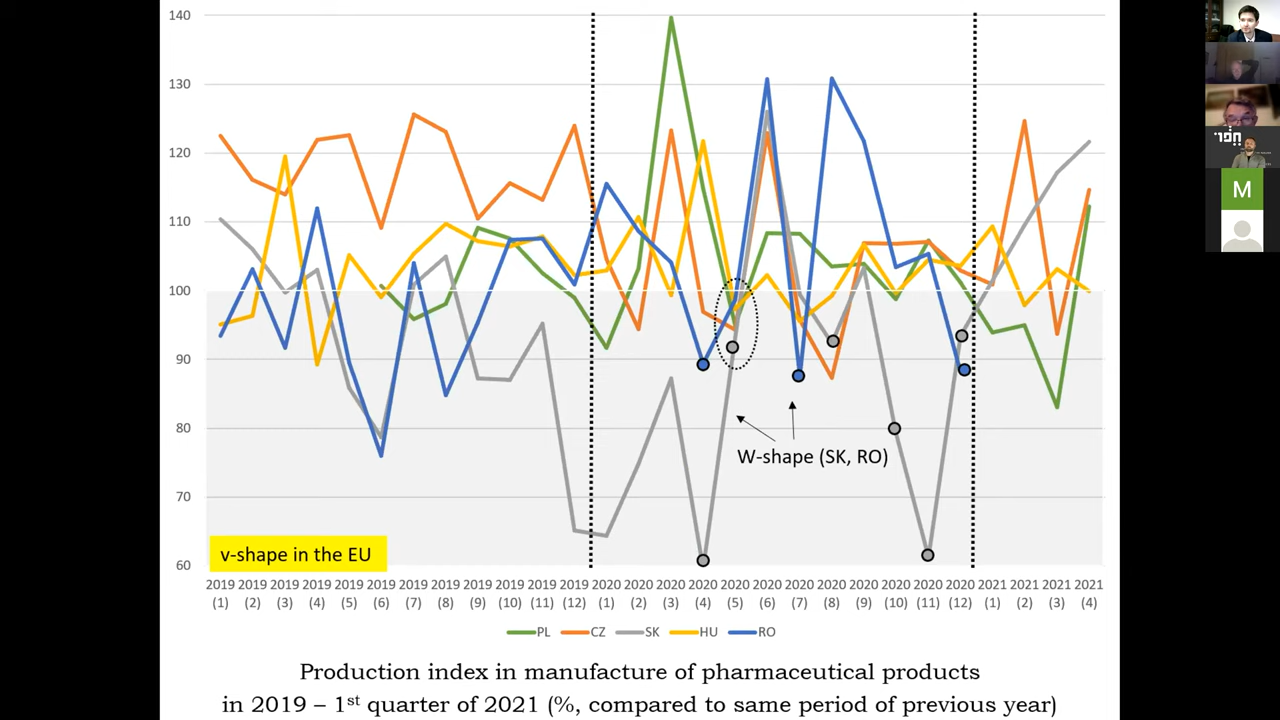 140
130
120
110
100
90
80
70
60
W-shape (SK, RO)
v-shape in the EU
2019 2019 2019 2019 2019 2019 2019 2019 2019 2019 2019 2019 2020 2020 2020 2020 2020 2020 2020 2020 2020 2020 2020 2020 2021 2021 2021 2021
(1) (2) (3) (4) (5) (6) (7) (8) (9) (10) (11) (12) (1) (2) (3) (4) (5) (6) (7) (8) (9) (10) (11) (12) (1) (2) (3) (4)
PL CZ SK HU RO
Production index in manufacture of pharmaceutical products
in 2019 – 1st quarter of 2021 (%, compared to same period of previous year)
M